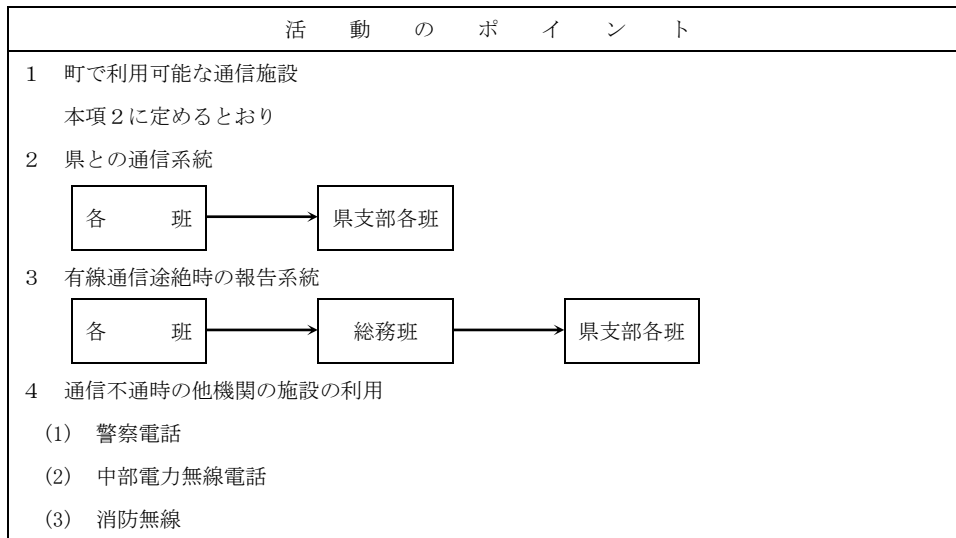 活動のポイント
1 町で利用可能な通信施設
本項2に定めるとおり
2 県との通信系統
各班 県支部各班
3 有線通信途絶時の報告系統
各班 総務班 県支部各班
4 通信不通時の他機関の施設の利用
(1) 警察電話
(2) 中部電力無線電話
(3) 消防無線